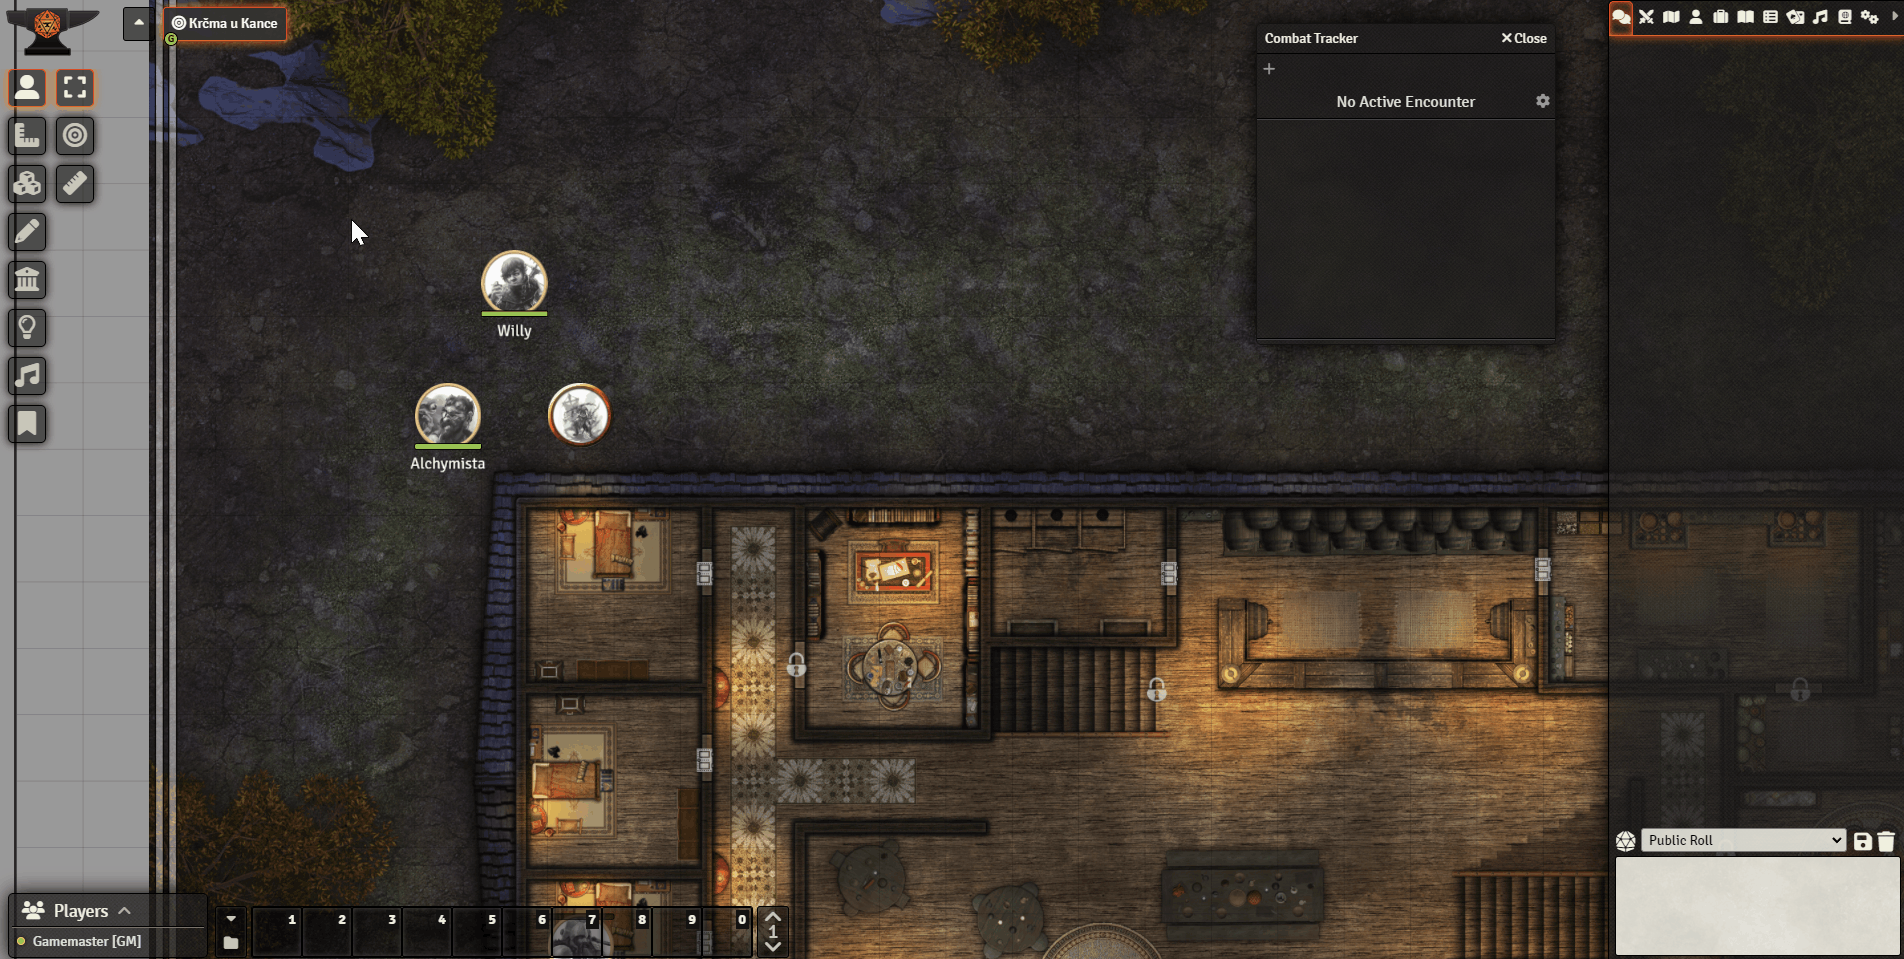 Krčma u Kance
G
Combat Tracker
Close
No Active Encounter
Willy
Alchymista
Public Roll
Players
Gamemaster [GM]
1 2 3 4 5 6 7 8 9 0
1